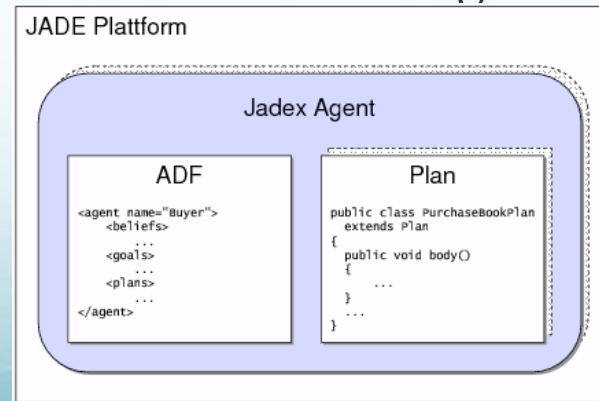 JADE Plattform
Jadex Agent
ADF
<agent name="Buyer">
<beliefs>
...
<goals>
...
<plans>
...
</agent>
Plan
public class PurchaseBookPlan
extends Plan
{
public void body()
{
...
}
...
}